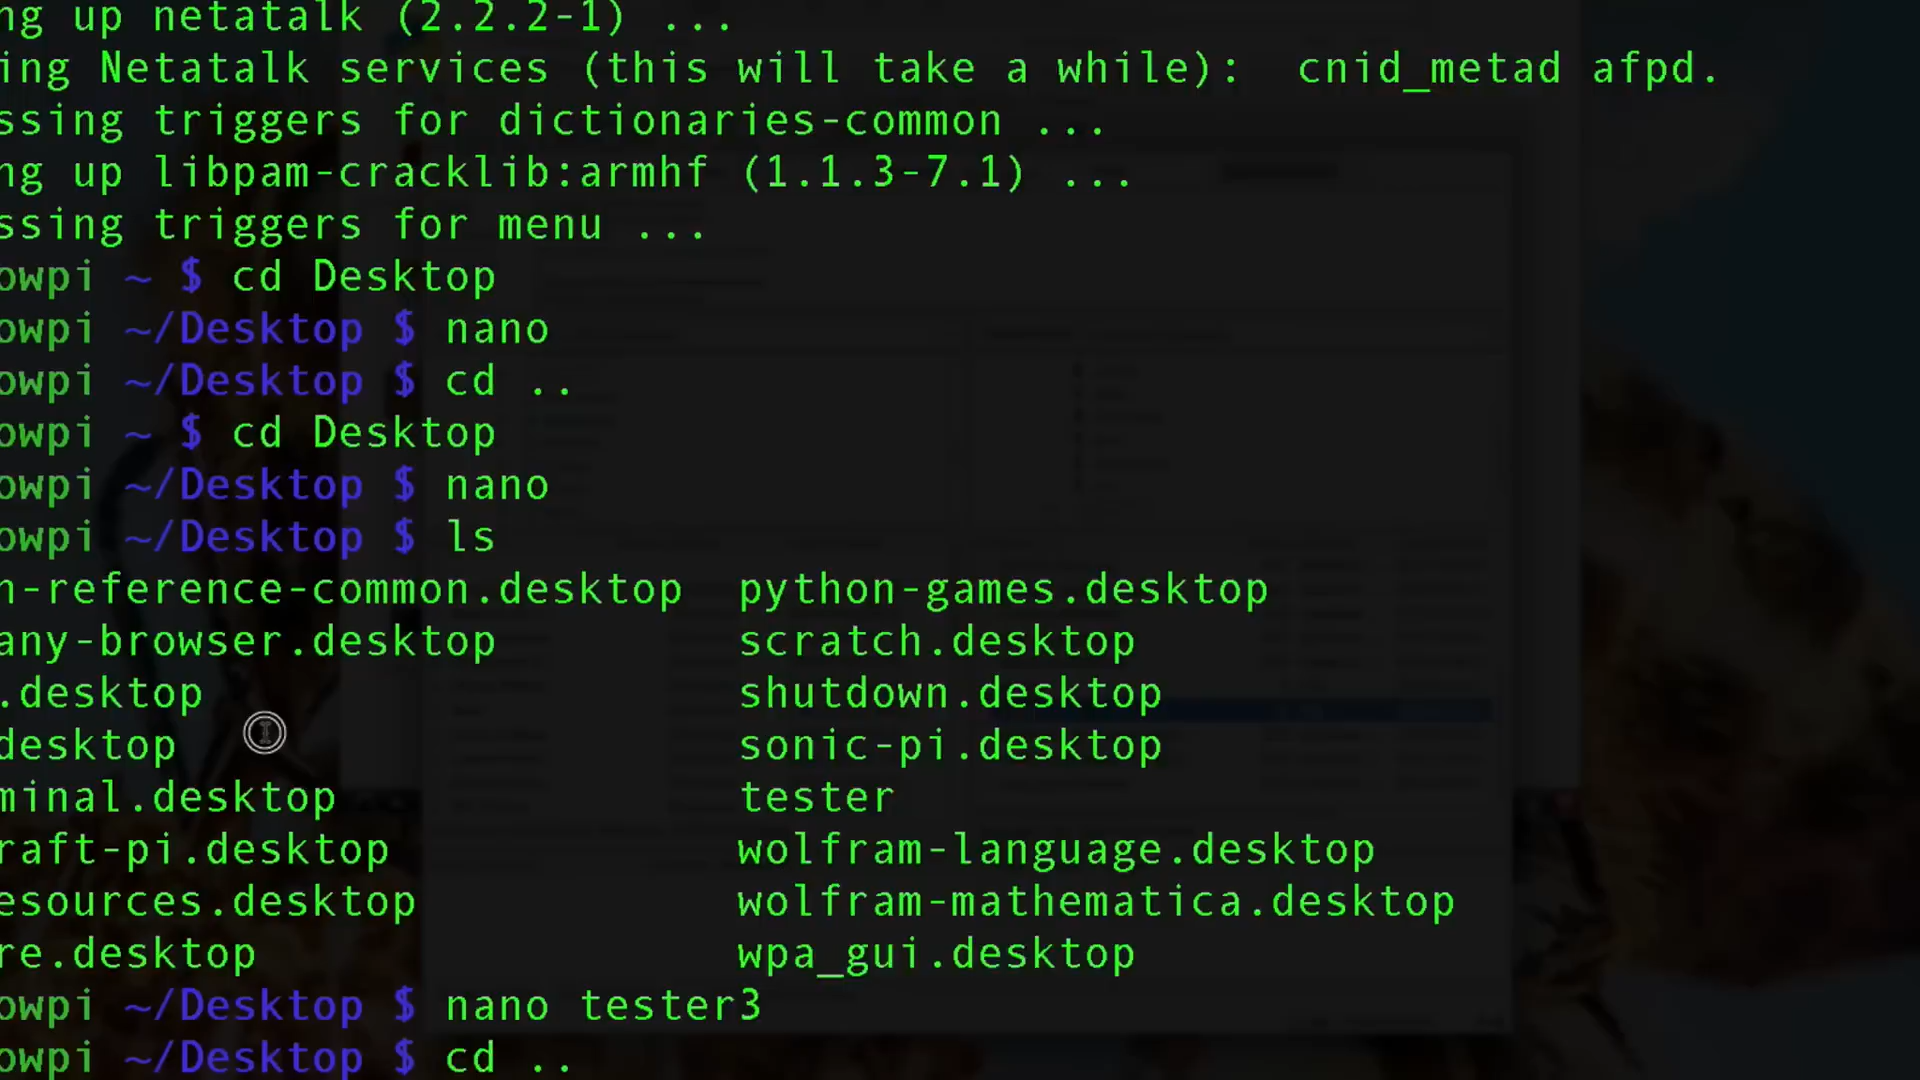 ng up netatalk (2.2.2-1) ...
ing Netatalk services (this will take a while):  cnid_metad afpd.
ssing triggers for dictionaries-common ...
ng up libpam-cracklib:armhf (1.1.3-7.1) ...
ssing triggers for menu ...
owpi ~ $ cd Desktop
owpi ~/Desktop $ nano
owpi ~/Desktop $ cd ..
owpi ~ $ cd Desktop
owpi ~/Desktop $ nano
owpi ~/Desktop $ ls
n-reference-common.desktop  python-games.desktop
any-browser.desktop         scratch.desktop
.desktop                    shutdown.desktop
desktop                     sonic-pi.desktop
minal.desktop               tester
raft-pi.desktop             wolfram-language.desktop
esources.desktop            wolfram-mathematica.desktop
re.desktop                  wpa_gui.desktop
owpi ~/Desktop $ nano tester3
owpi ~/Desktop $ cd ..